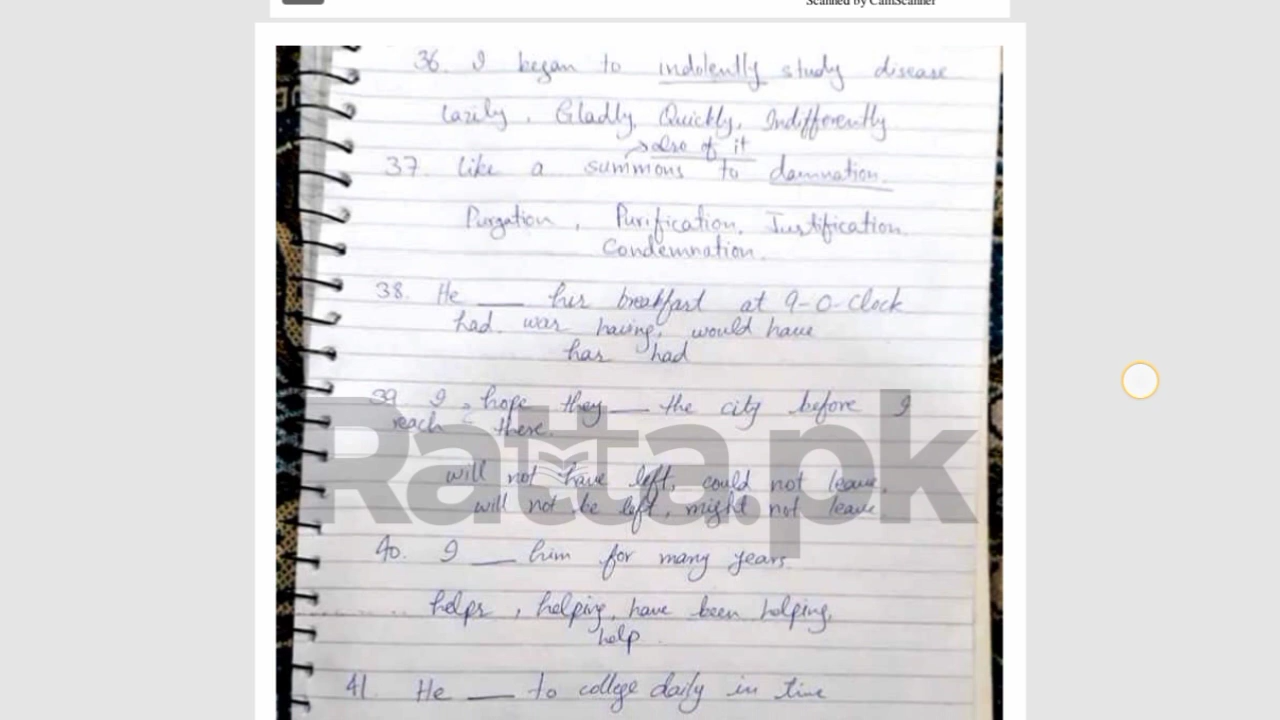 Scanned by CamScanner
36. I began to indolently study disease
Lazily, Gladly, Quickly, Indifferently
→ also of it
37. Like a summons to damnation.
Purgation, Purification, Justification.
Condemnation.
38. He ___ his breakfast at 9-O-Clock
had. was having, would have
has had
39 I hope they ___ the city before I
reach there.
Ratta.pk
will not have left, could not leave,
will not be left, might not leave.
40. I ___ him for many years.
helps, helping, have been helping,
help.
41. He ___ to college daily in time